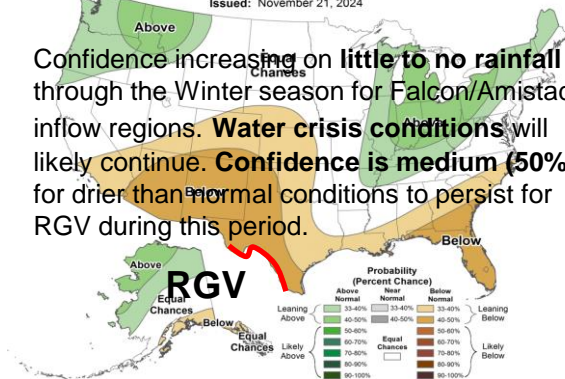 Issued: November 21, 2024
Above
Equal
Chances
Confidence increasing on little to no rainfall
through the Winter season for Falcon/Amistad
inflow regions. Water crisis conditions will
likely continue. Confidence is medium (50%
for drier than normal conditions to persist for
RGV during this period.
Above
Below
Below
Above
RGV
Equal
Chances
Below
Equal
Chances
Probability
(Percent Chance)
Above Normal Near Normal Below Normal
Leaning Above 33-40% 33-40% 33-40% Leaning Below
40-50% 40-50% 40-50%
Likely Above 50-60% 50-60% Likely Below
60-70% Equal Chances 60-70%
70-80% 70-80%
80-90% 80-90%
90-100% 90-100%